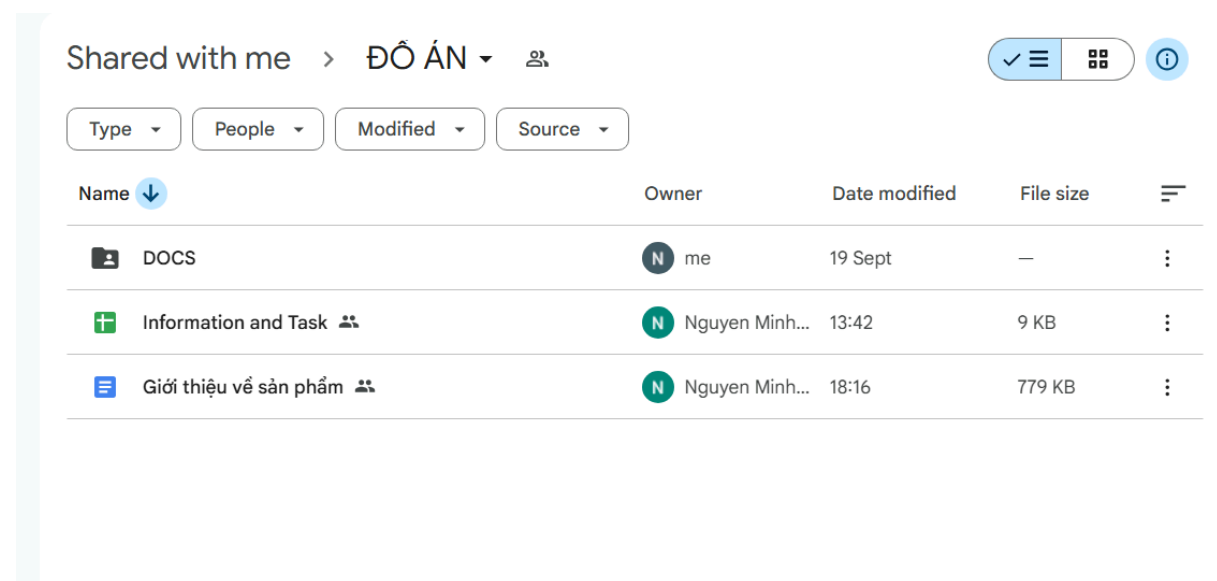 Shared with me > ĐỒ ÁN
Type People Modified Source
Name Owner Date modified File size
DOCS N me 19 Sept —
Information and Task N Nguyen Minh... 13:42 9 KB
Giới thiệu về sản phẩm N Nguyen Minh... 18:16 779 KB